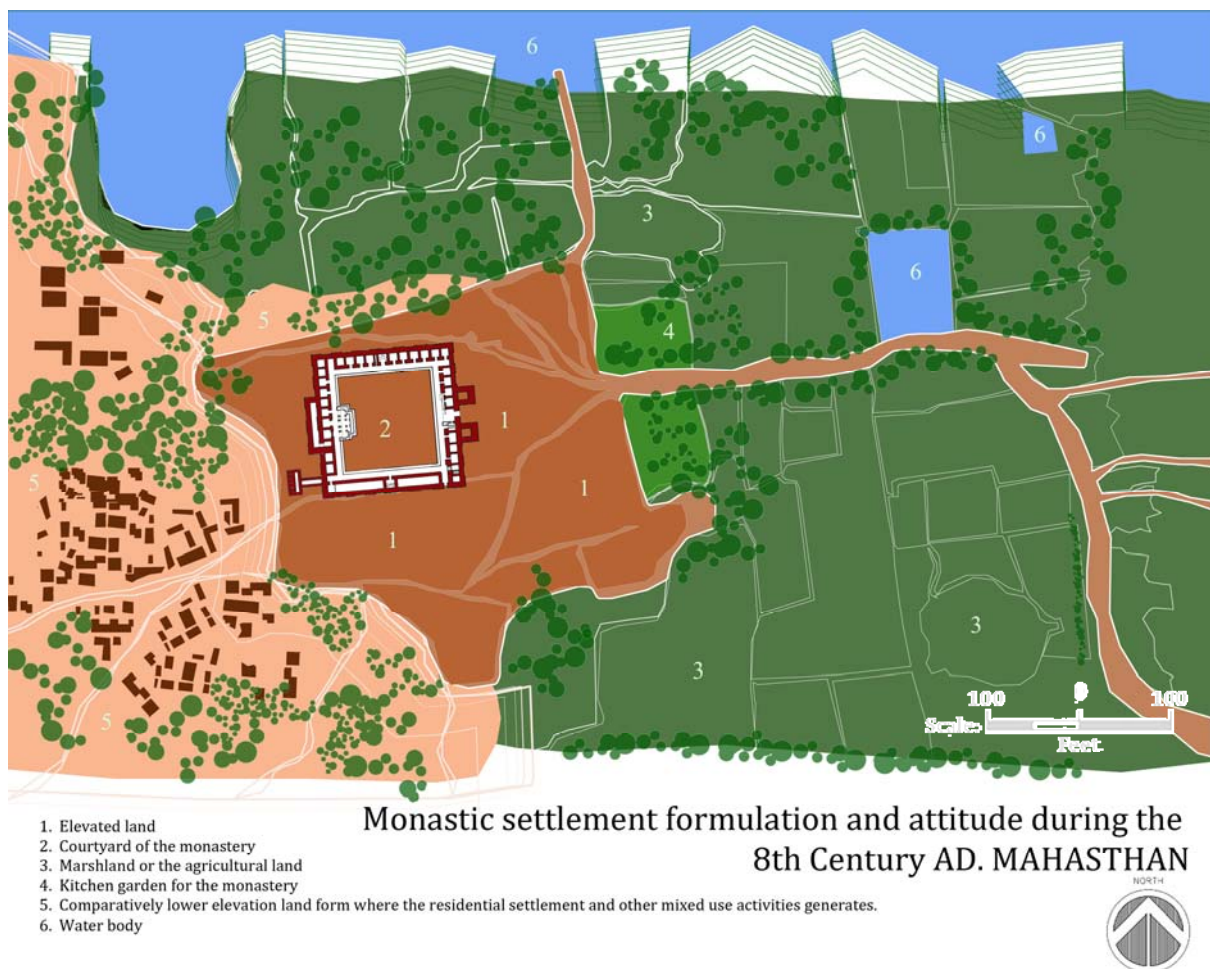 6
6
3
6
5
4
2
1
5
1
1
3
3
5
100 0 100
Scale:
Feet
Monastic settlement formulation and attitude during the
8th Century AD. MAHASTHAN
1. Elevated land
2. Courtyard of the monastery
3. Marshland or the agricultural land
4. Kitchen garden for the monastery
5. Comparatively lower elevation land form where the residential settlement and other mixed use activities generates.
6. Water body
NORTH